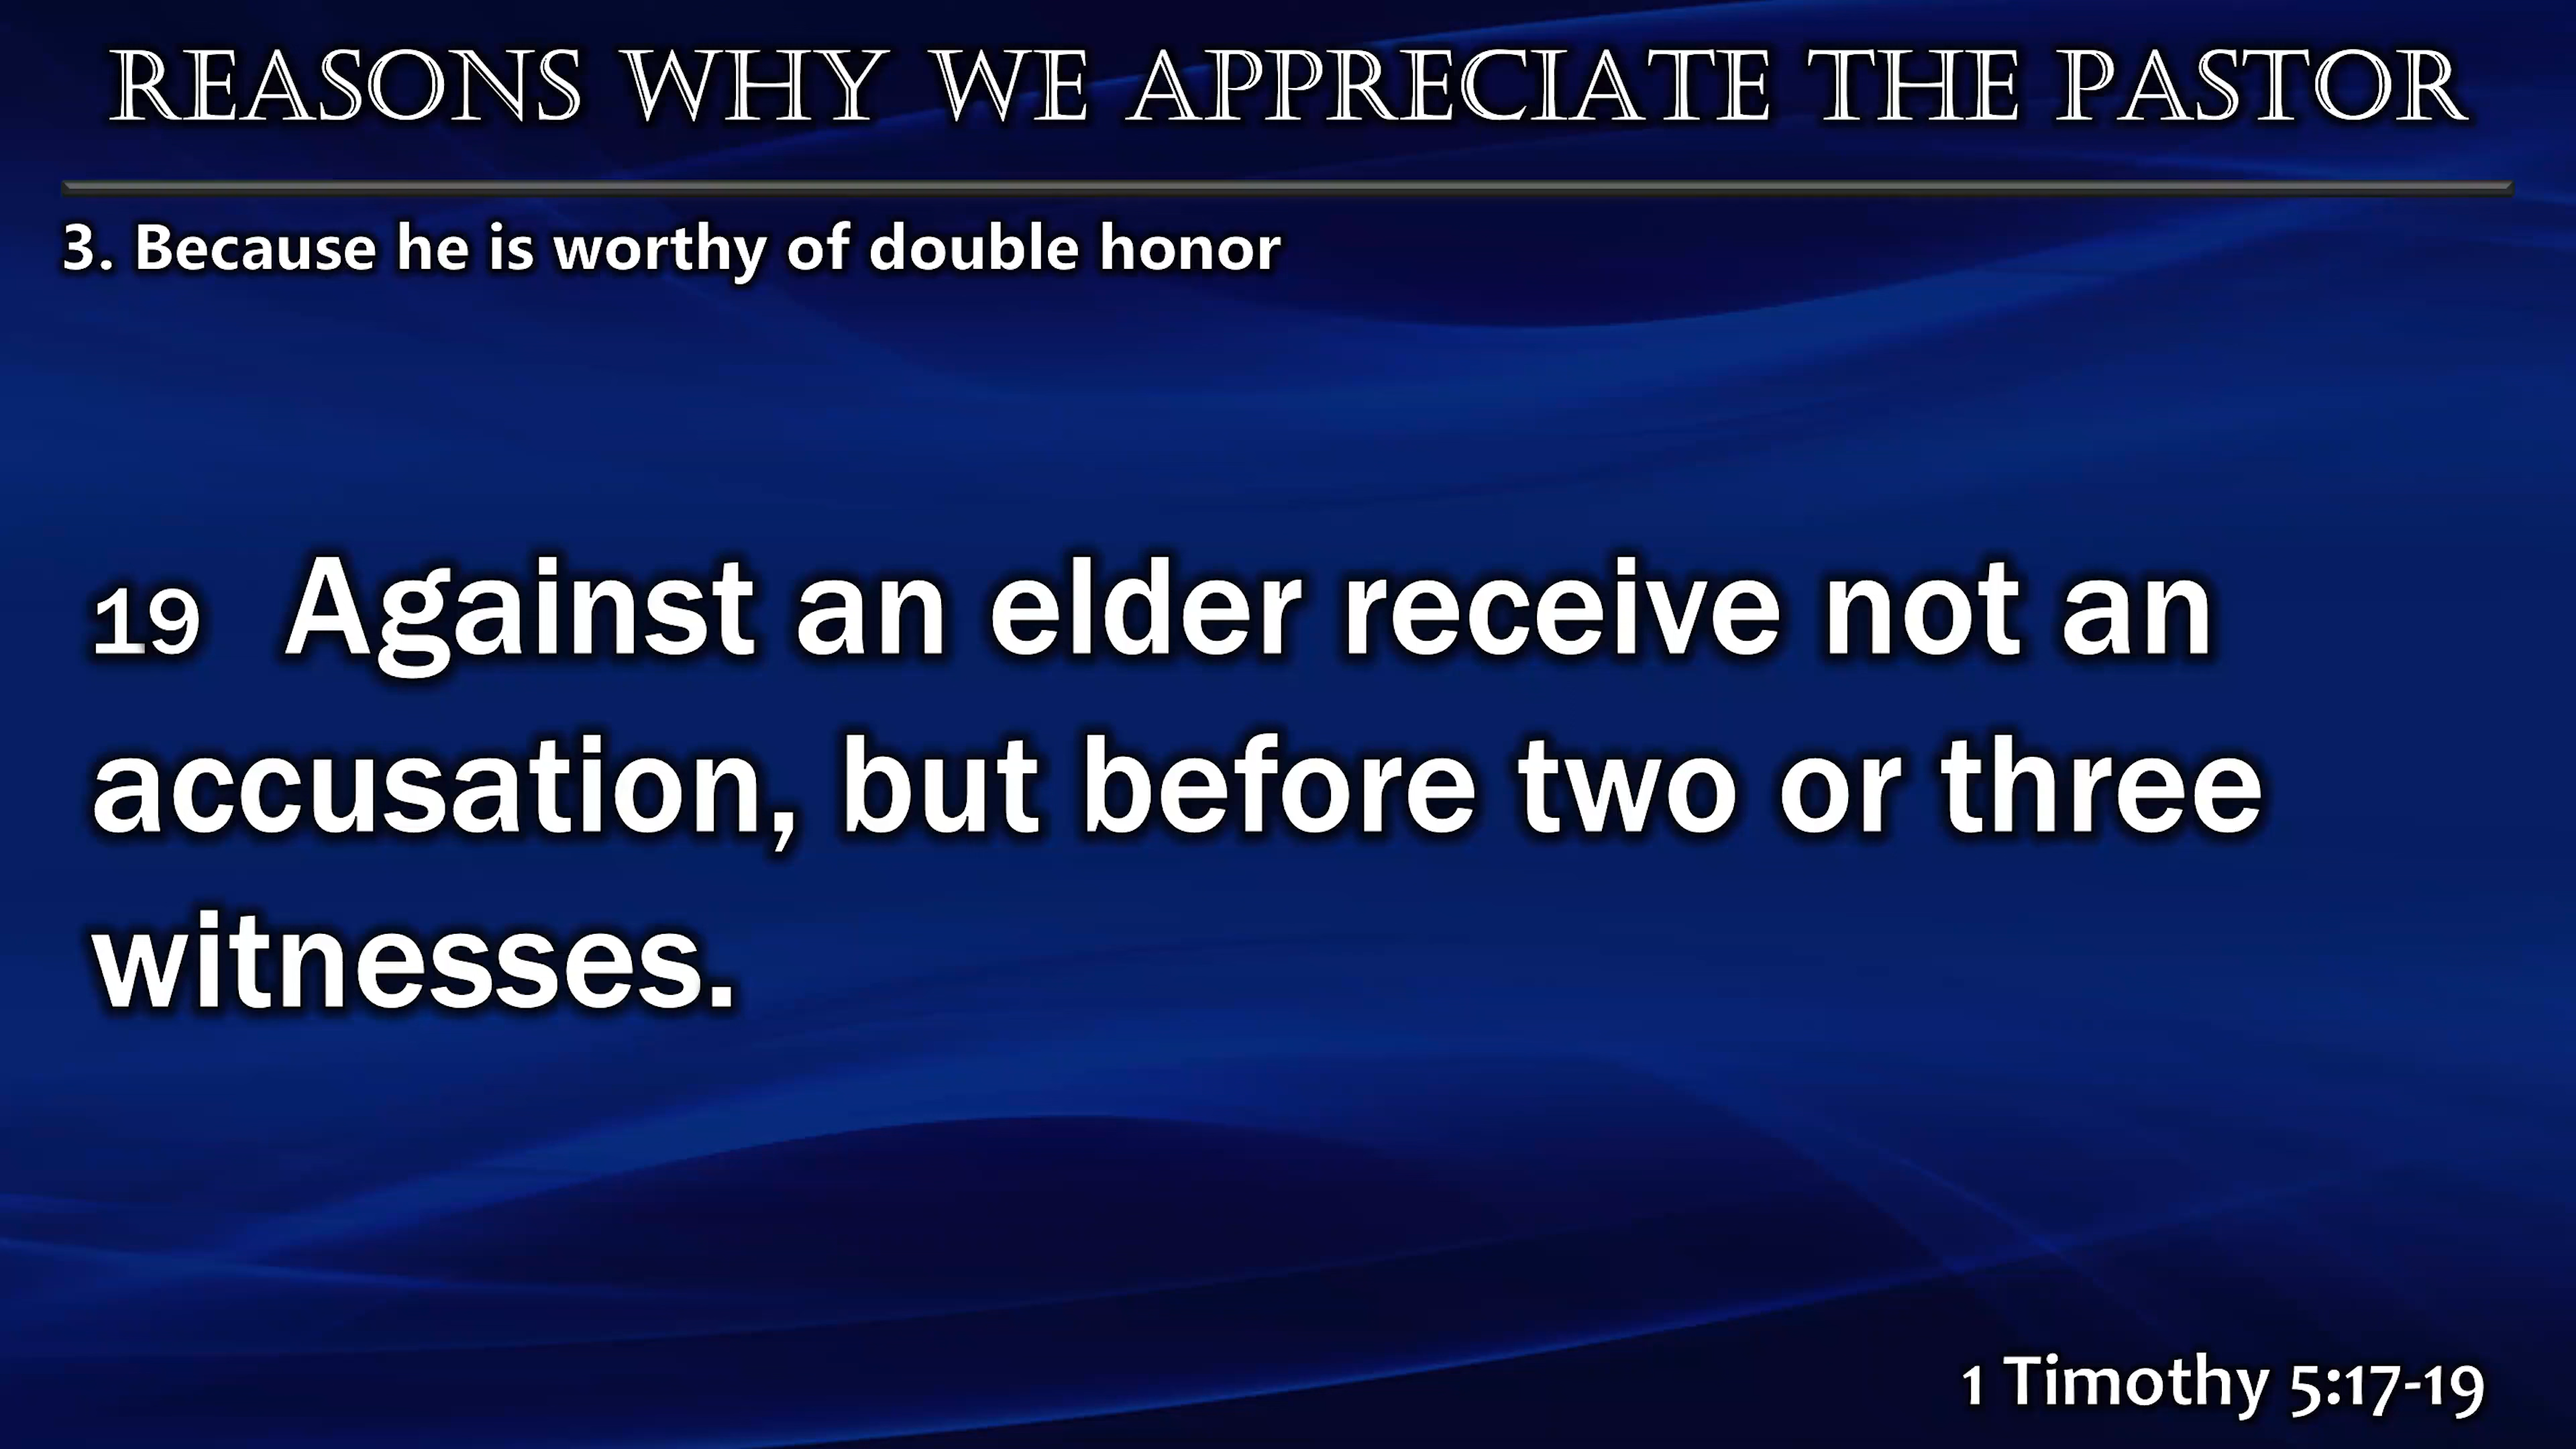 REASONS WHY WE APPRECIATE THE PASTOR
3. Because he is worthy of double honor
19 Against an elder receive not an
accusation, but before two or three
witnesses.
1 Timothy 5:17-19